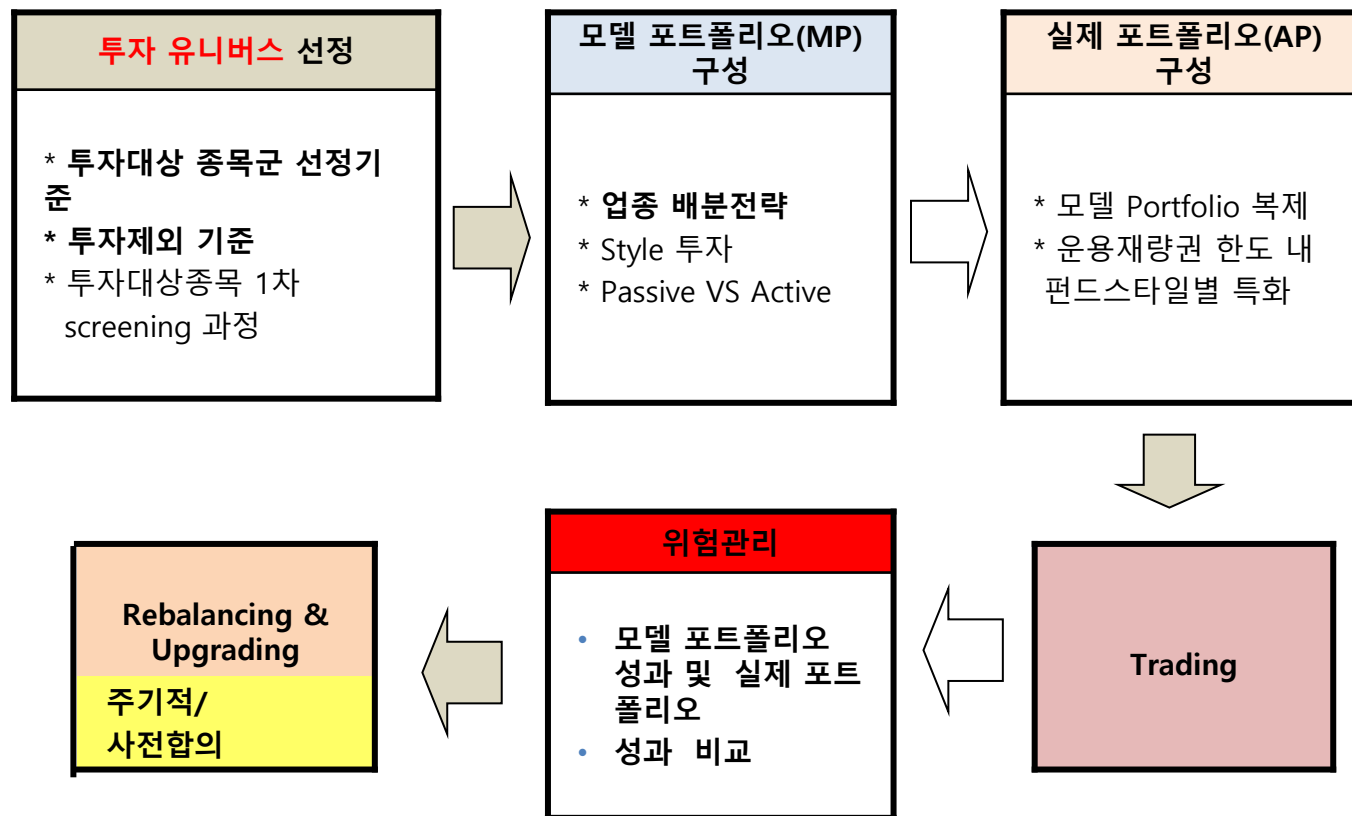 투자 유니버스 선정
* 투자대상 종목군 선정기
준
* 투자제외 기준
* 투자대상종목 1차
screening 과정
모델 포트폴리오(MP)
구성
* 업종 배분전략
* Style 투자
* Passive VS Active
실제 포트폴리오(AP)
구성
* 모델 Portfolio 복제
* 운용재량권 한도 내
펀드스타일별 특화
Trading
위험관리
• 모델 포트폴리오
성과 및 실제 포트
폴리오
• 성과 비교
Rebalancing &
Upgrading
주기적/
사전합의